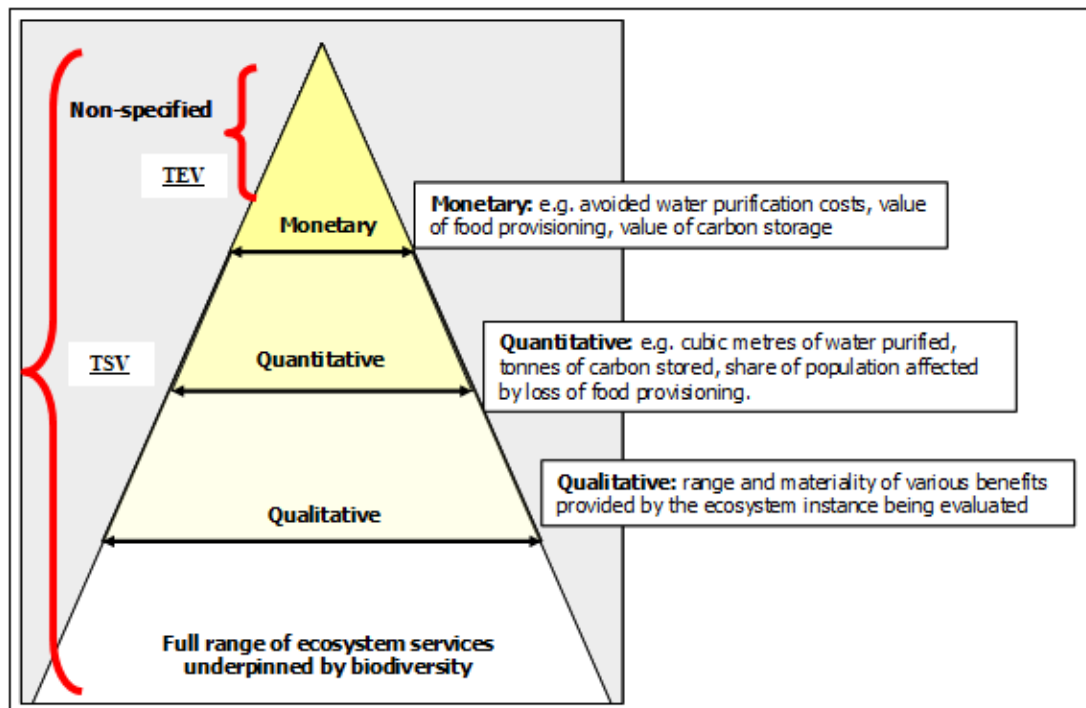 Non-specified
TEV
Monetary
Monetary: e.g. avoided water purification costs, value
of food provisioning, value of carbon storage
TSV
Quantitative
Quantitative: e.g. cubic metres of water purified,
tonnes of carbon stored, share of population affected
by loss of food provisioning.
Qualitative
Qualitative: range and materiality of various benefits
provided by the ecosystem instance being evaluated
Full range of ecosystem services
underpinned by biodiversity